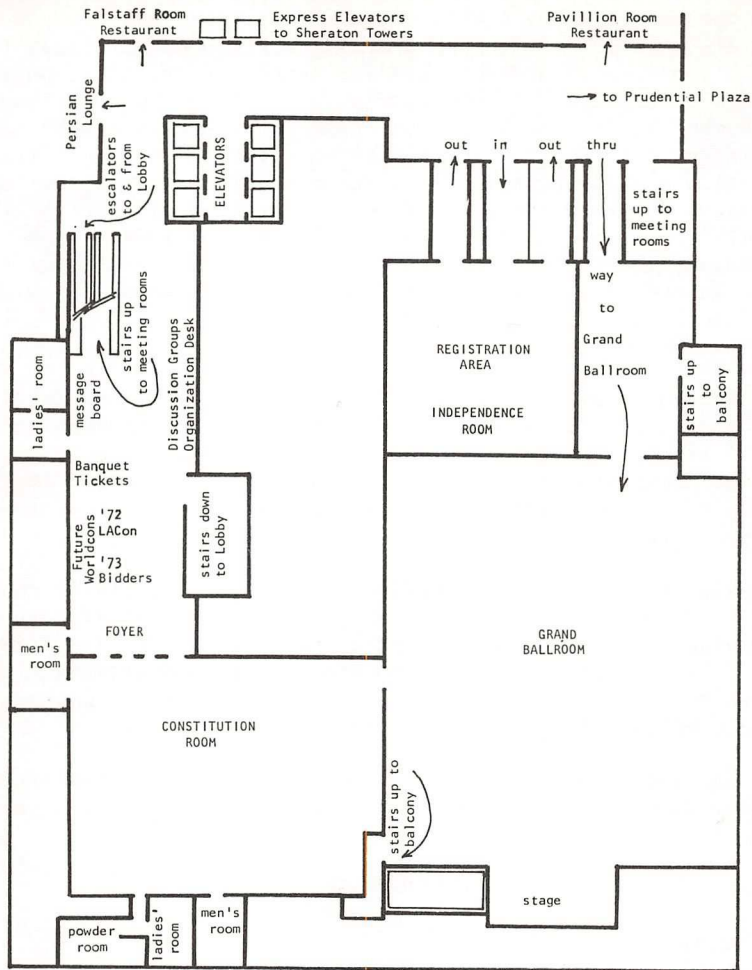 Falstaff Room
Restaurant
Express Elevators
to Sheraton Towers
Pavillion Room
Restaurant
Persian
Lounge
to Prudential Plaza
escalators
to & from
Lobby
ELEVATORS
out
in
out
thru
stairs
up to
meeting
rooms
way
to
Grand
Ballroom
stairs up
to meeting rooms
REGISTRATION
AREA
INDEPENDENCE
ROOM
stairs up
to
balcony
ladies'
room
message
board
Discussion Groups
Organization Desk
Banquet
Tickets
Future
Worldcons
'72
LACon
'73
Bidders
stairs down
to Lobby
FOYER
men's
room
GRAND
BALLROOM
CONSTITUTION
ROOM
stairs up to
balcony
stage
powder
room
ladies'
room
men's
room